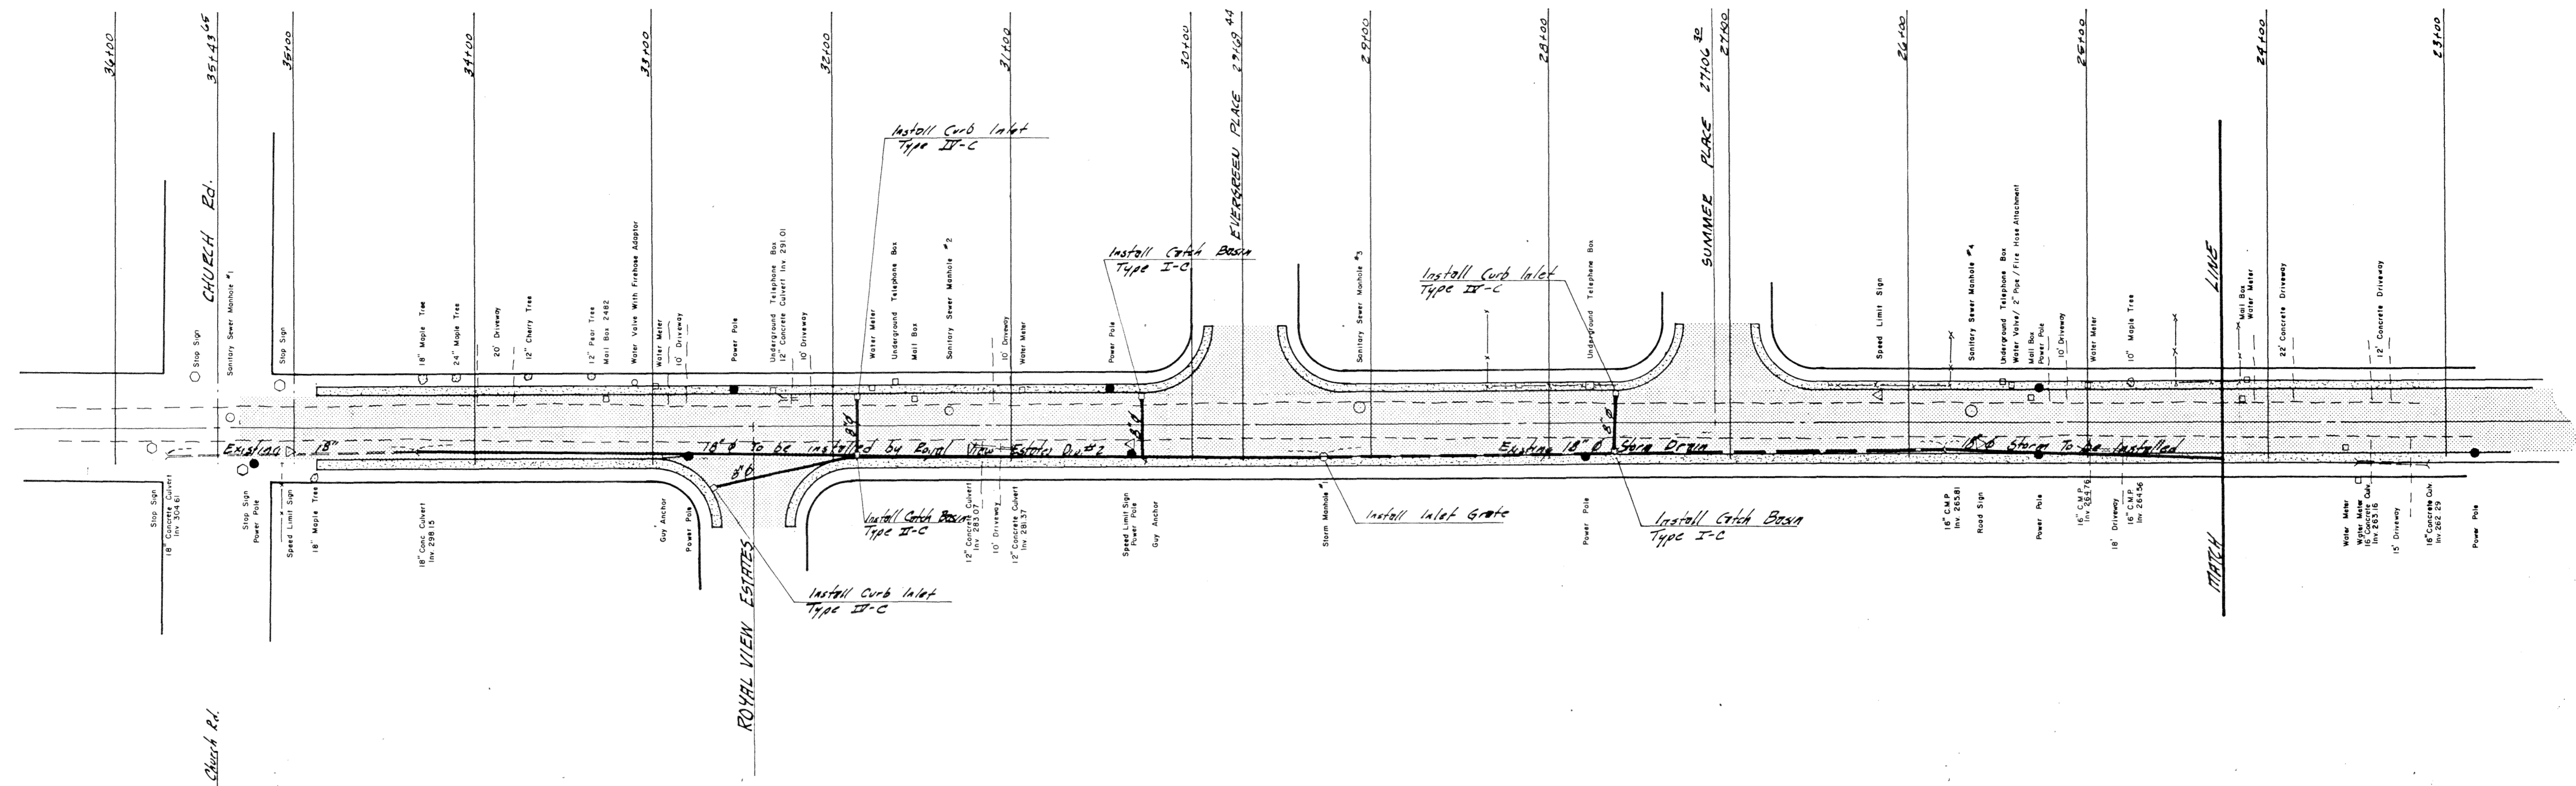 36+00
35+43 65
35+00
34+00
33+00
32+00
31+00
30+00
29+69 44
29+00
28+00
27+06 30
27+00
26+00
25+00
24+00
23+00
CHURCH Rd.
EVERGREEN PLACE
SUMMER PLACE
Install Curb Inlet
Type IV-C
Install Catch Basin
Type I-C
Install Curb Inlet
Type IV-C
Stop Sign
Sanitary Sewer Manhole #1
Stop Sign
18" Maple Tree
24" Maple Tree
20' Driveway
12" Cherry Tree
12" Pear Tree
Mail Box 2482
Water Valve With Firehose Adaptor
Water Meter
10' Driveway
Power Pole
Underground Telephone Box
12" Concrete Culvert Inv. 291.01
10' Driveway
Water Meter
Underground Telephone Box
Mail Box
Sanitary Sewer Manhole #2
10' Driveway
Water Meter
Power Pole
Sanitary Sewer Manhole #3
Underground Telephone Box
Speed Limit Sign
Sanitary Sewer Manhole #4
Underground Telephone Box
Water Valve/ 2" Pipe / Fire Hose Attachment
Mail Box
Power Pole
10' Driveway
Water Meter
10" Maple Tree
Mail Box
Water Meter
22' Concrete Driveway
12' Concrete Driveway
MATCH LINE
8"Ø
8"Ø
8"Ø
8"Ø
Existing 18"
18" Ø To be installed by Royal View Estates Div.#2
Existing 18" Ø Storm Drain
18" Ø Storm To be Installed
Stop Sign
18" Concrete Culvert
Inv 304.61
Stop Sign
Power Pole
Speed Limit Sign
18" Maple Tree
18" Conc Culvert
Inv. 298.15
Guy Anchor
Power Pole
Install Catch Basin
Type II-C
12" Concrete Culvert
Inv. 283.07
10' Driveway
12" Concrete Culvert
Inv. 281.37
Speed Limit Sign
Power Pole
Guy Anchor
Storm Manhole #1
Install Inlet Grate
Power Pole
Install Catch Basin
Type I-C
16" C.M.P
Inv. 265.81
Road Sign
Power Pole
16" C.M.P.
Inv. 264.76
18' Driveway
16" C.M.P.
Inv 264.56
Water Meter
Water Meter
16" Concrete Culv.
Inv. 263.16
15' Driveway
16" Concrete Culv.
Inv. 262.29
Power Pole
Install Curb Inlet
Type IV-C
ROYAL VIEW ESTATES
Church Rd.